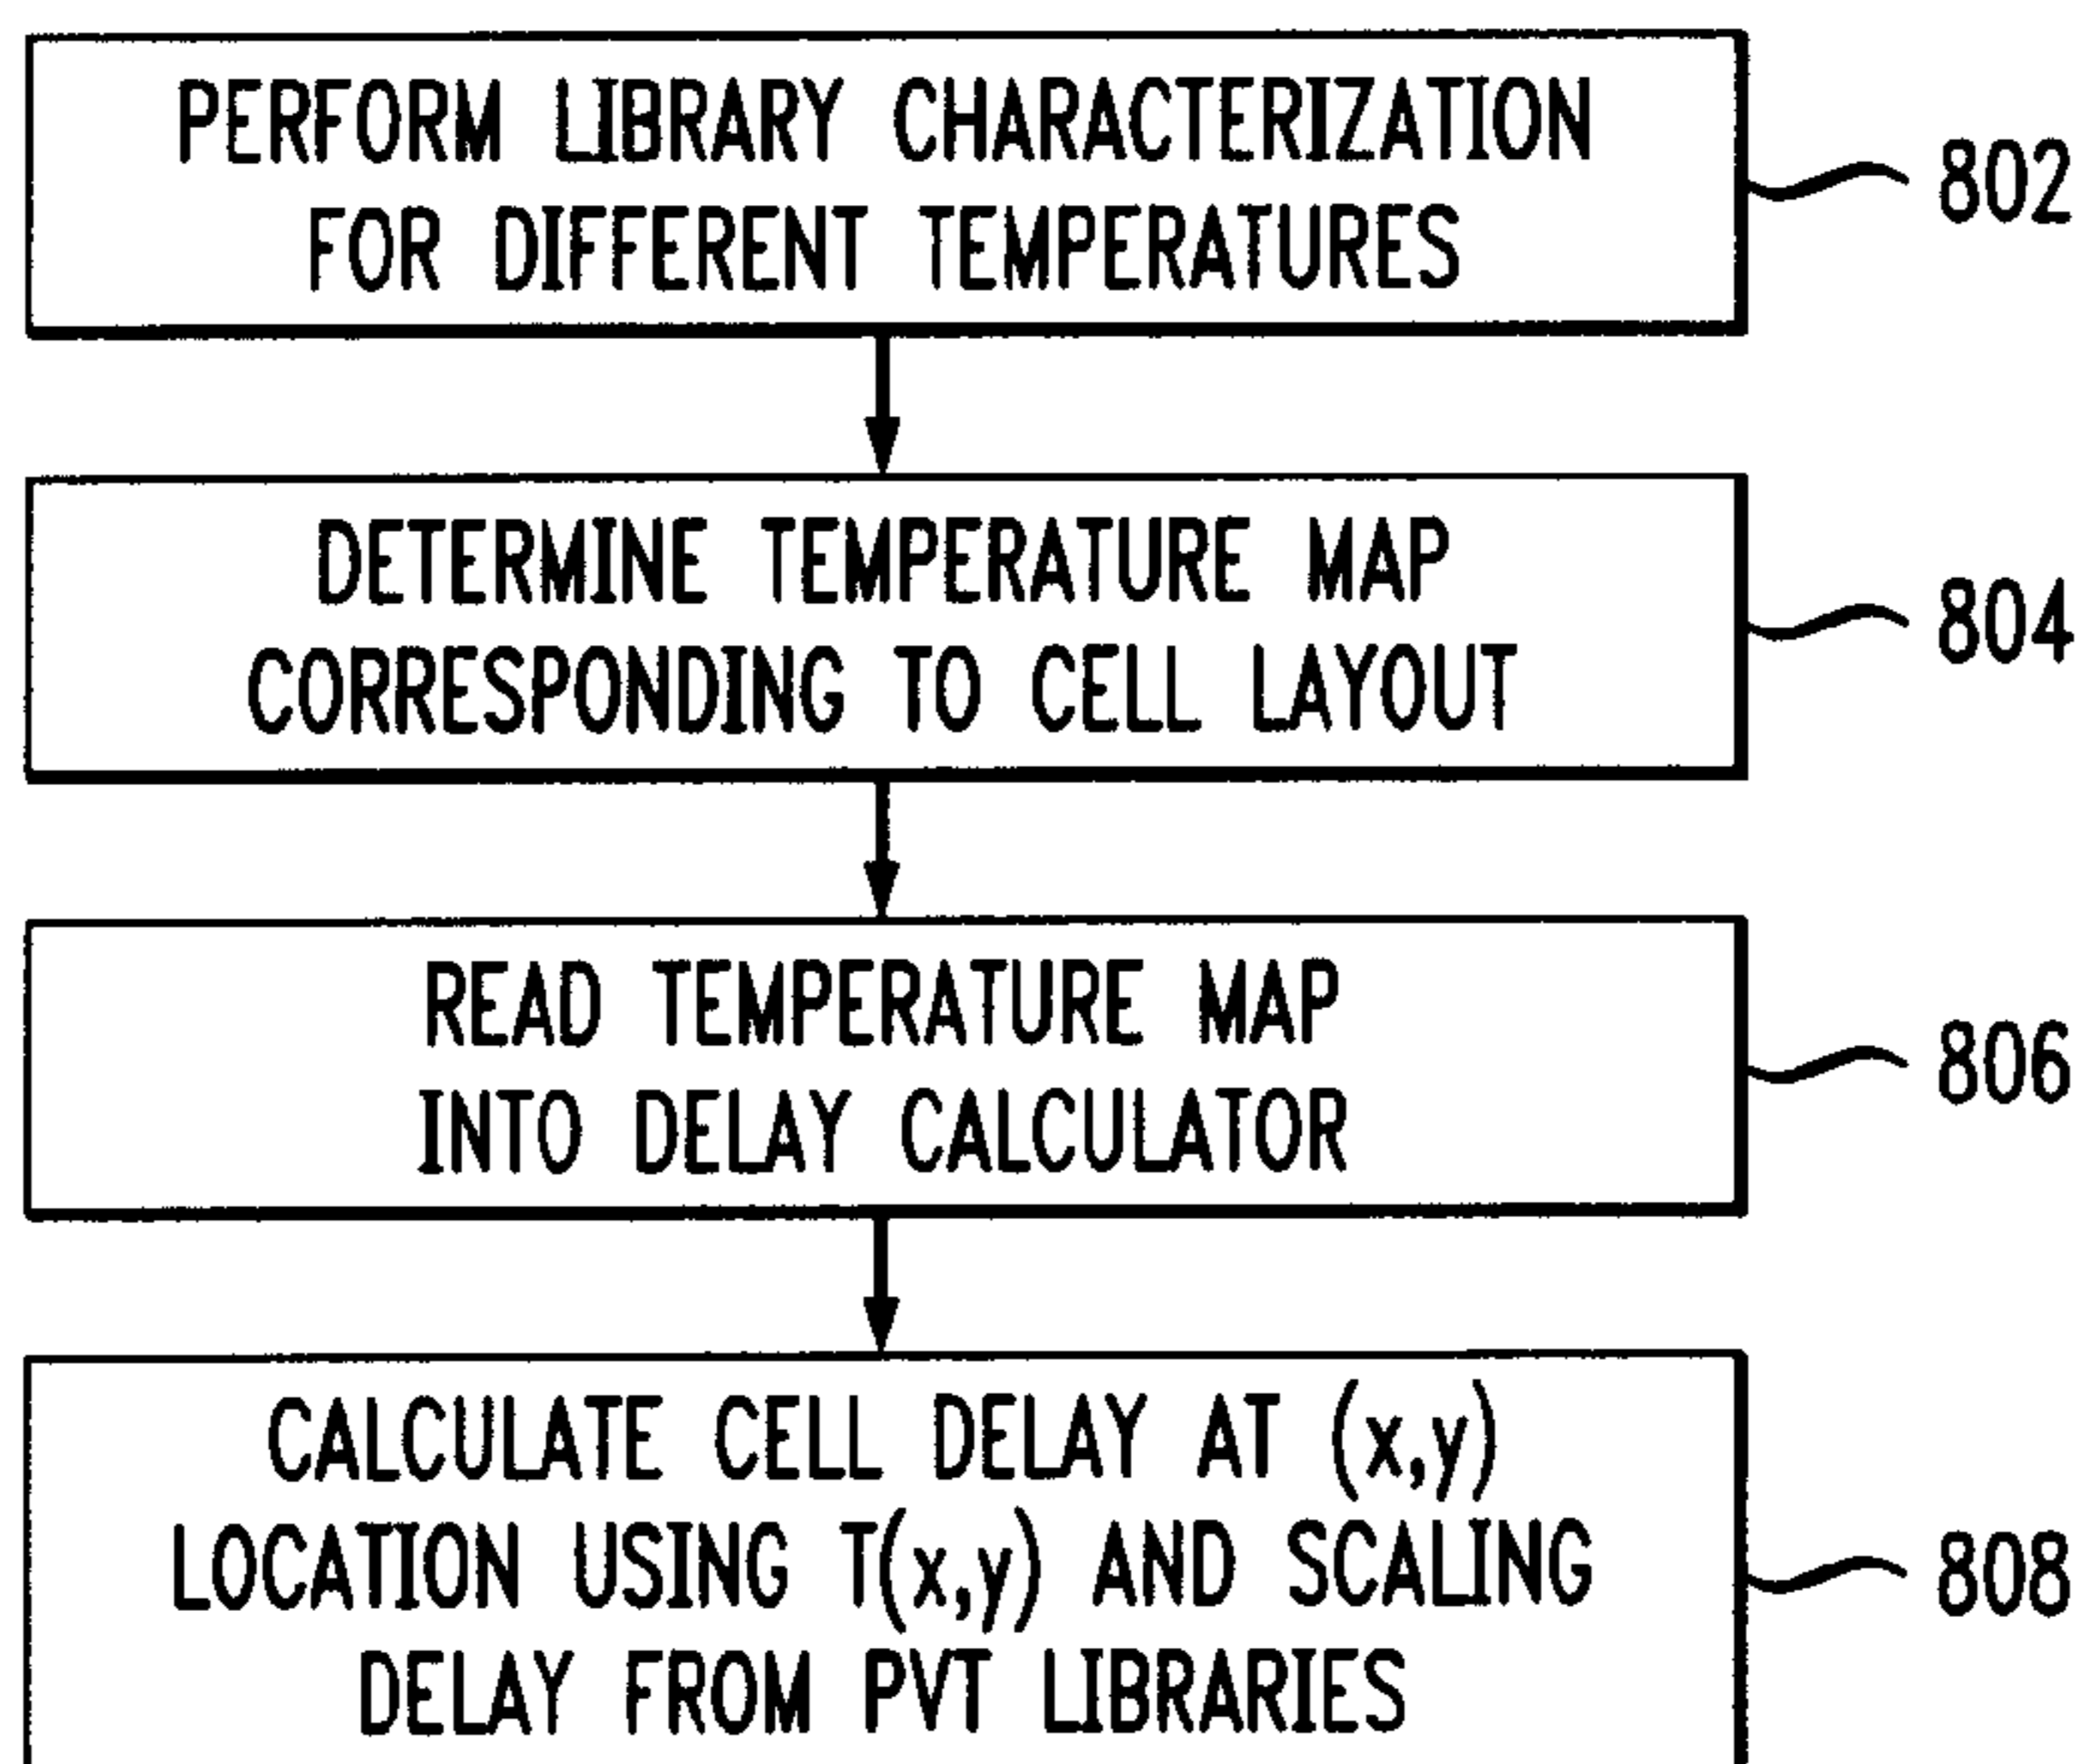 PERFORM LIBRARY CHARACTERIZATION
FOR DIFFERENT TEMPERATURES
802
DETERMINE TEMPERATURE MAP
CORRESPONDING TO CELL LAYOUT
804
READ TEMPERATURE MAP
INTO DELAY CALCULATOR
806
CALCULATE CELL DELAY AT (x,y)
LOCATION USING T(x,y) AND SCALING
DELAY FROM PVT LIBRARIES
808